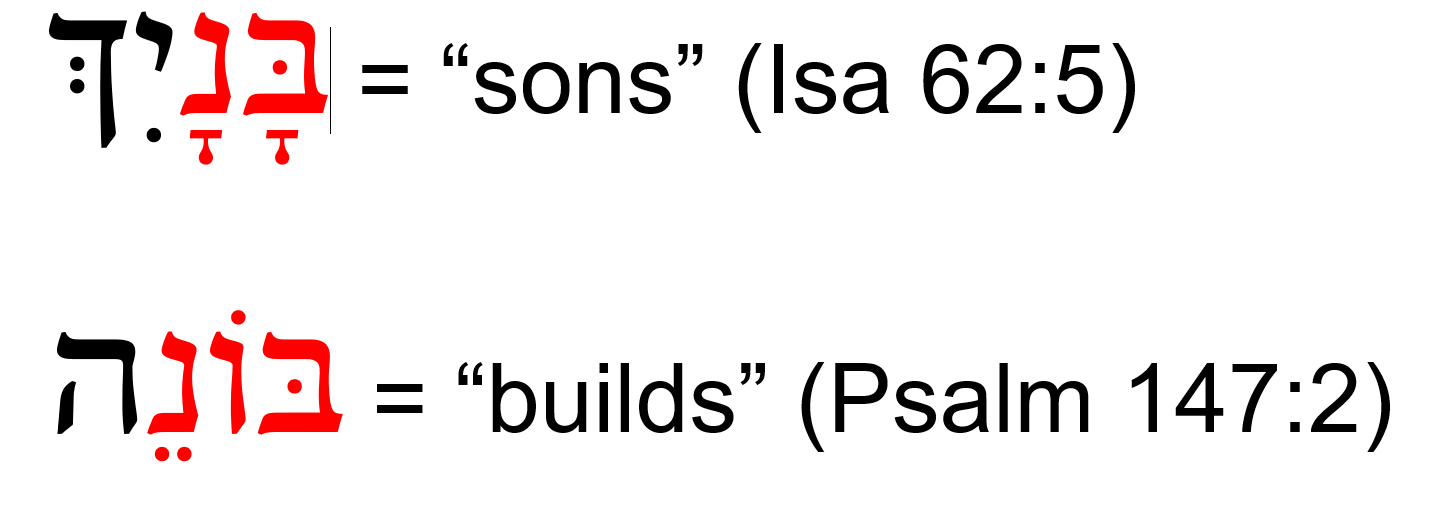 בָּנָיִךְ = “sons” (Isa 62:5)
בּוֹנֵה = “builds” (Psalm 147:2)